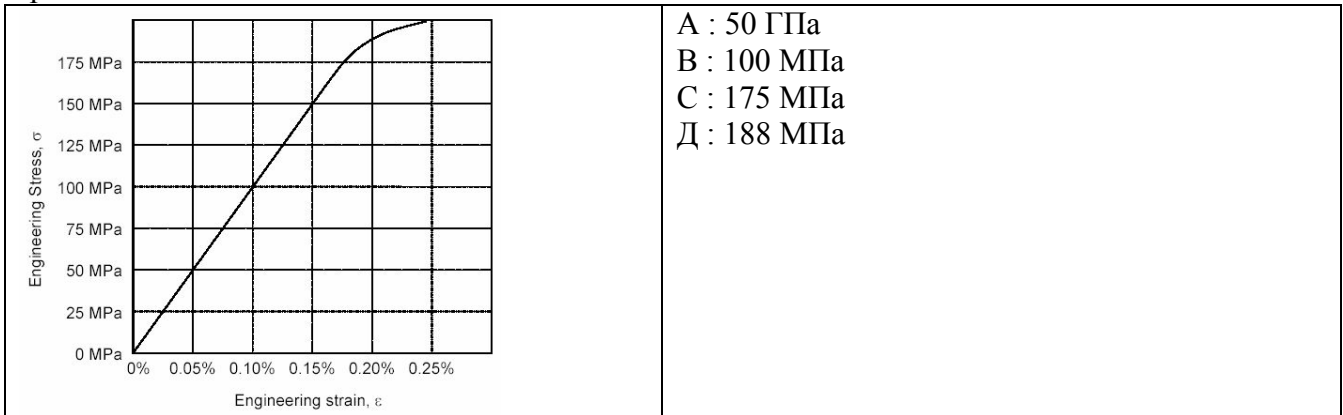 175 MPa
150 MPa
125 MPa
100 MPa
75 MPa
50 MPa
25 MPa
0 MPa
Engineering Stress, σ
0% 0.05% 0.10% 0.15% 0.20% 0.25%
Engineering strain, ε
А : 50 ГПа
В : 100 МПа
С : 175 МПа
Д : 188 МПа